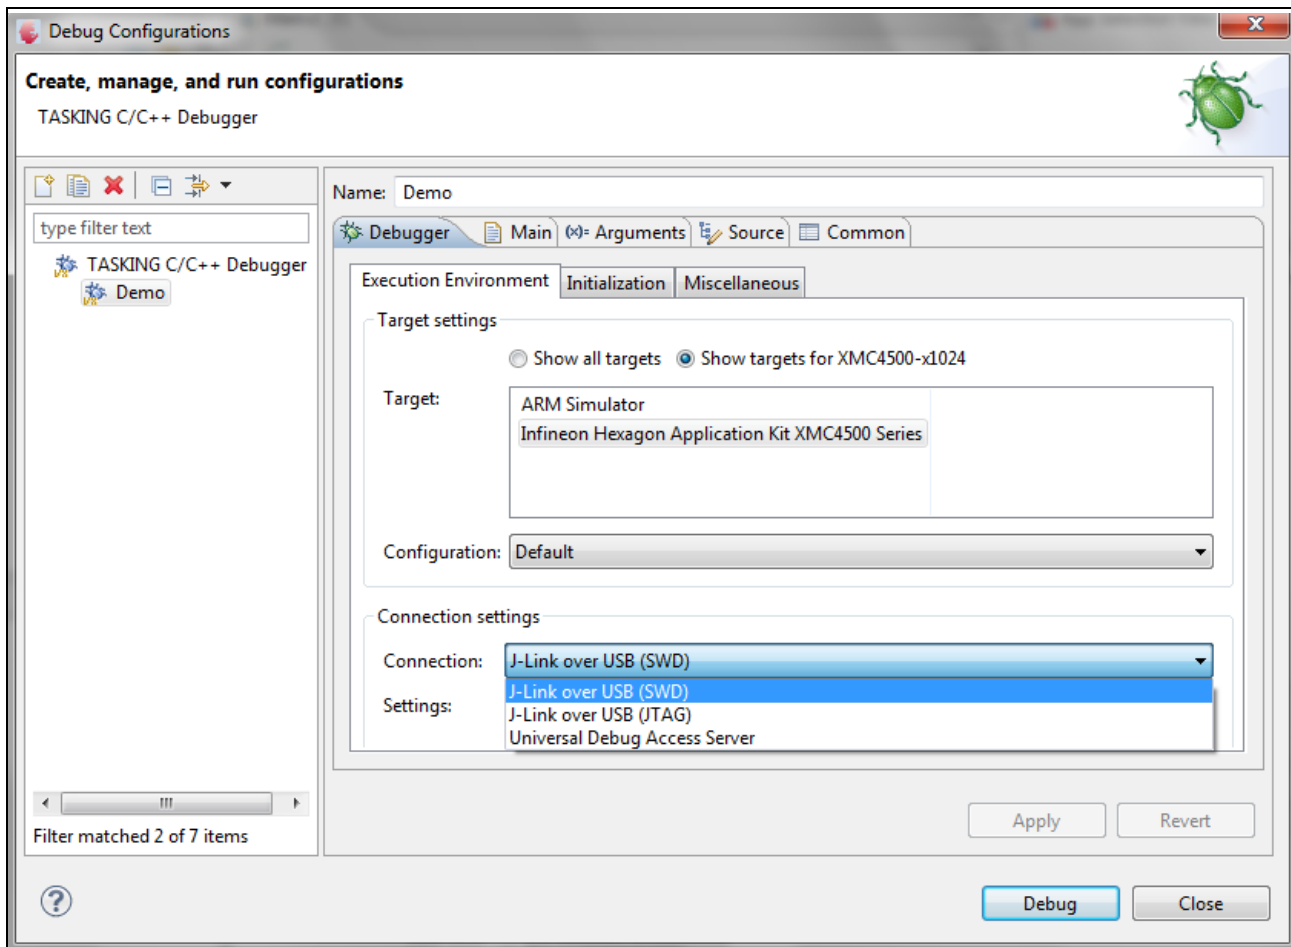 Debug Configurations
X
Create, manage, and run configurations
TASKING C/C++ Debugger
type filter text
TASKING C/C++ Debugger
Demo
Filter matched 2 of 7 items
Name: Demo
Debugger Main (x)= Arguments Source Common
Execution Environment Initialization Miscellaneous
Target settings
Show all targets Show targets for XMC4500-x1024
Target: ARM Simulator
Infineon Hexagon Application Kit XMC4500 Series
Configuration: Default
Connection settings
Connection: J-Link over USB (SWD)
J-Link over USB (SWD)
Settings: J-Link over USB (JTAG)
Universal Debug Access Server
Apply Revert
? Debug Close